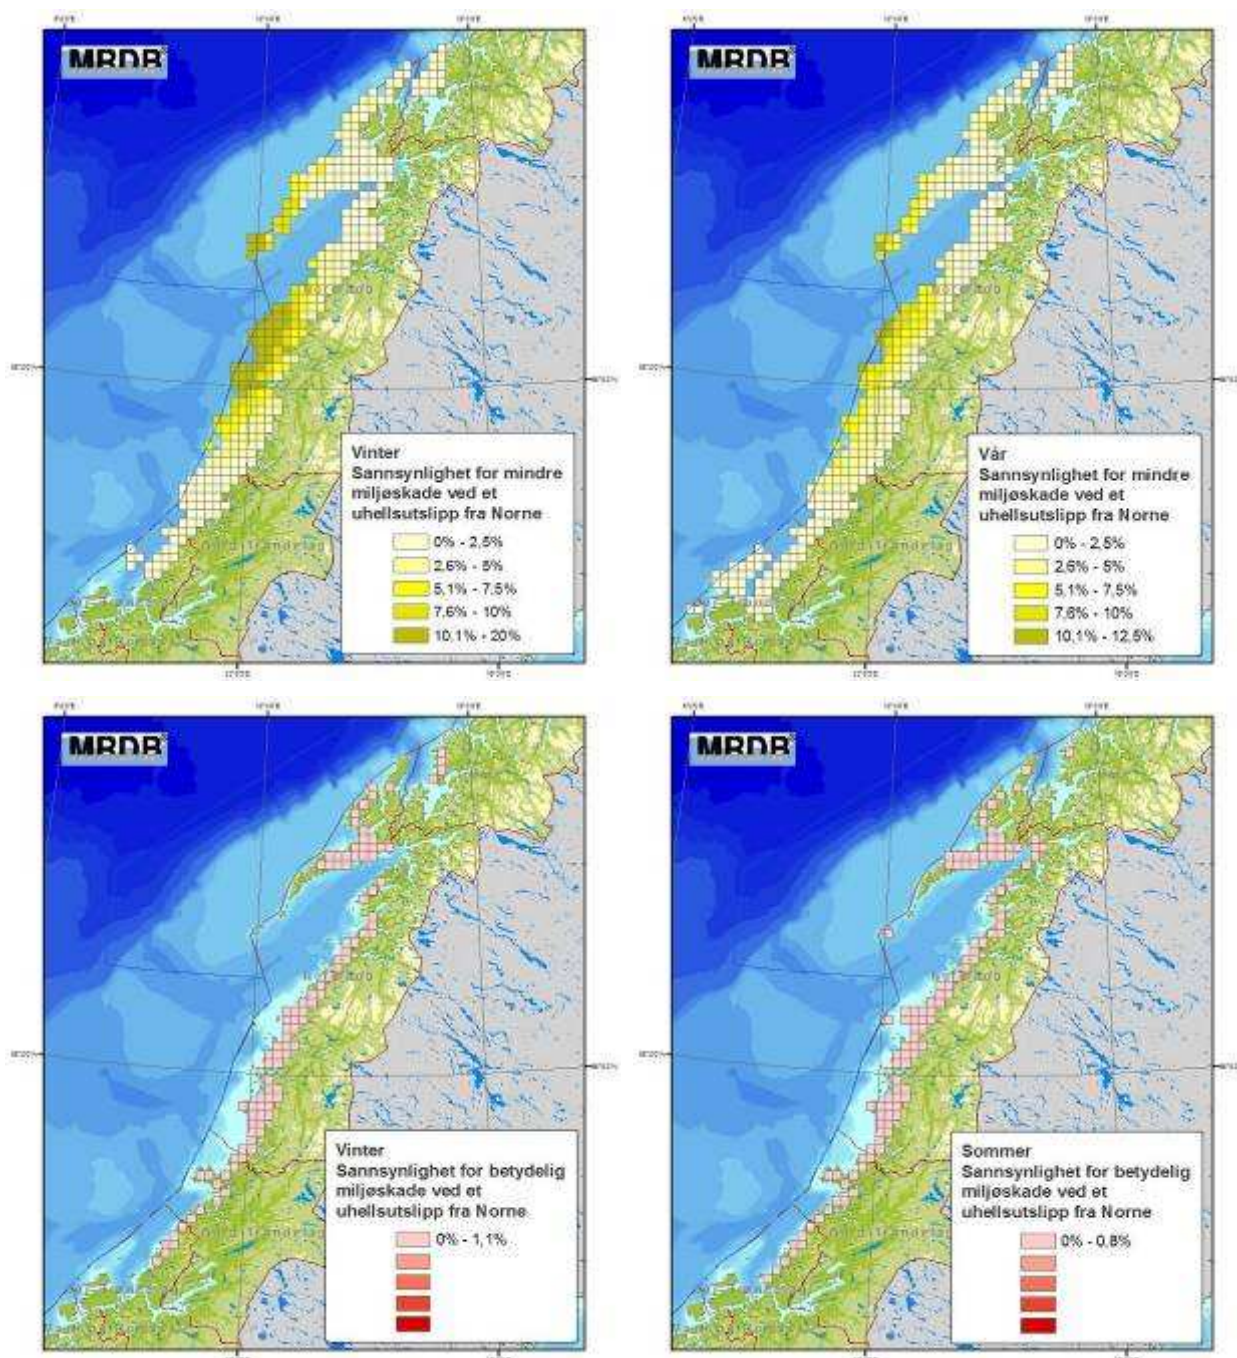 MRDB
Vinter
Sannsynlighet for mindre
miljøskade ved et
uhellsutslipp fra Norne
0% - 2,5%
2,6% - 5%
5,1% - 7,5%
7,6% - 10%
10,1% - 20%
MRDB
Vår
Sannsynlighet for mindre
miljøskade ved et
uhellsutslipp fra Norne
0% - 2,5%
2,6% - 5%
5,1% - 7,5%
7,6% - 10%
10,1% - 12,5%
MRDB
Vinter
Sannsynlighet for betydelig
miljøskade ved et
uhellsutslipp fra Norne
0% - 1,1%
MRDB
Sommer
Sannsynlighet for betydelig
miljøskade ved et
uhellsutslipp fra Norne
0% - 0,8%